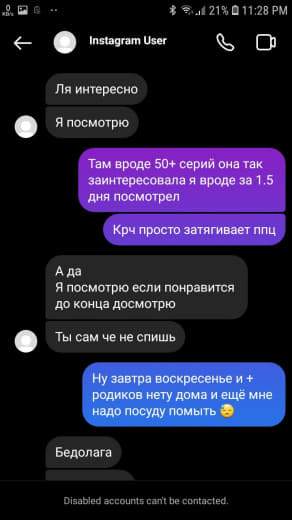 0
KB/s
21% 11:28 PM
Instagram User
Ля интересно
Я посмотрю
Там вроде 50+ серий она так
заинтересовала я вроде за 1.5
дня посмотрел
Крч просто затягивает ппц
А да
Я посмотрю если понравится
до конца досмотрю
Ты сам че не спишь
Ну завтра воскресенье и +
родиков нету дома и ещё мне
надо посуду помыть 😒
Бедолага
Disabled accounts can't be contacted.